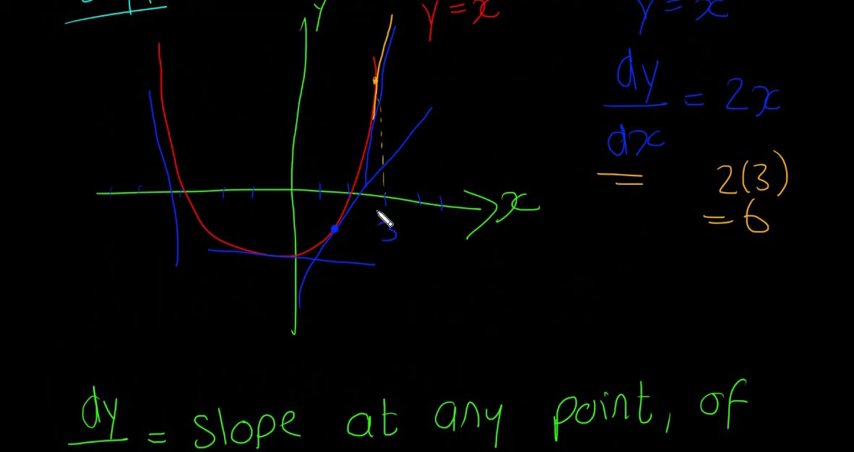 y
y = x
y = x
dy
dx
= 2x
2(3)
= 6
x
3
dy
= slope at any point, of